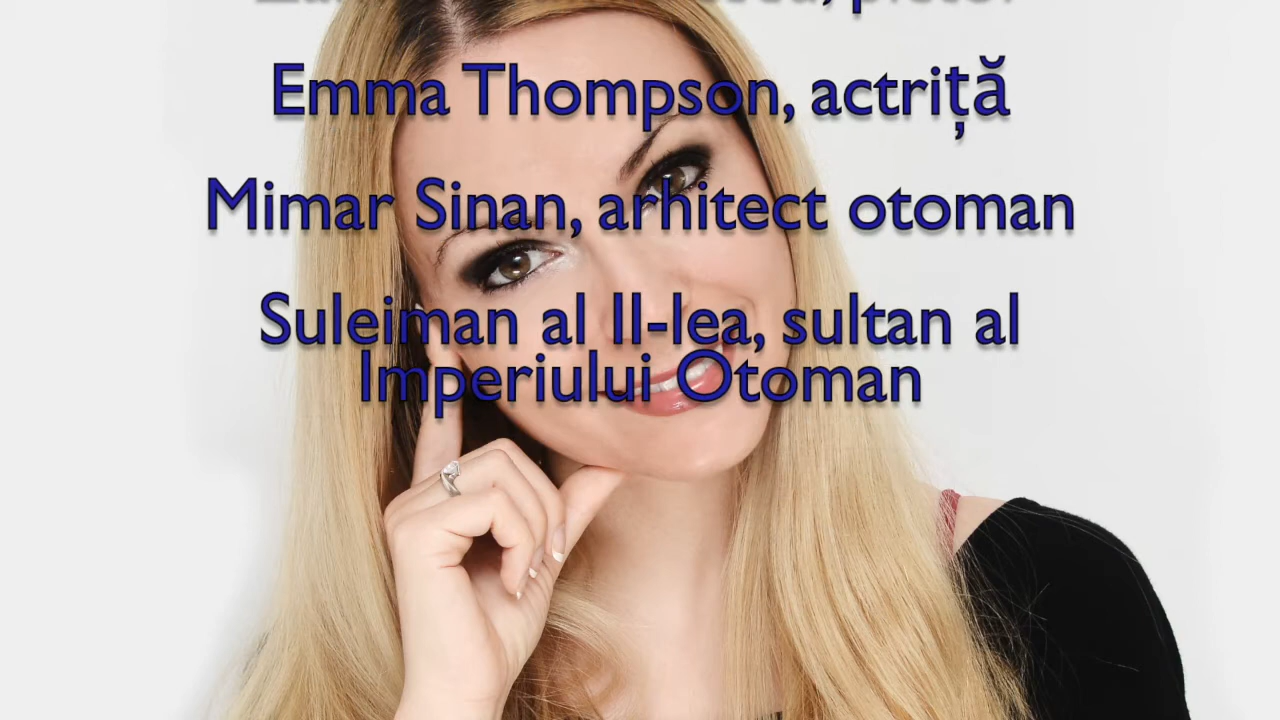 Emma Thompson, actriță
Mimar Sinan, arhitect otoman
Suleiman al II-lea, sultan al
Imperiului Otoman